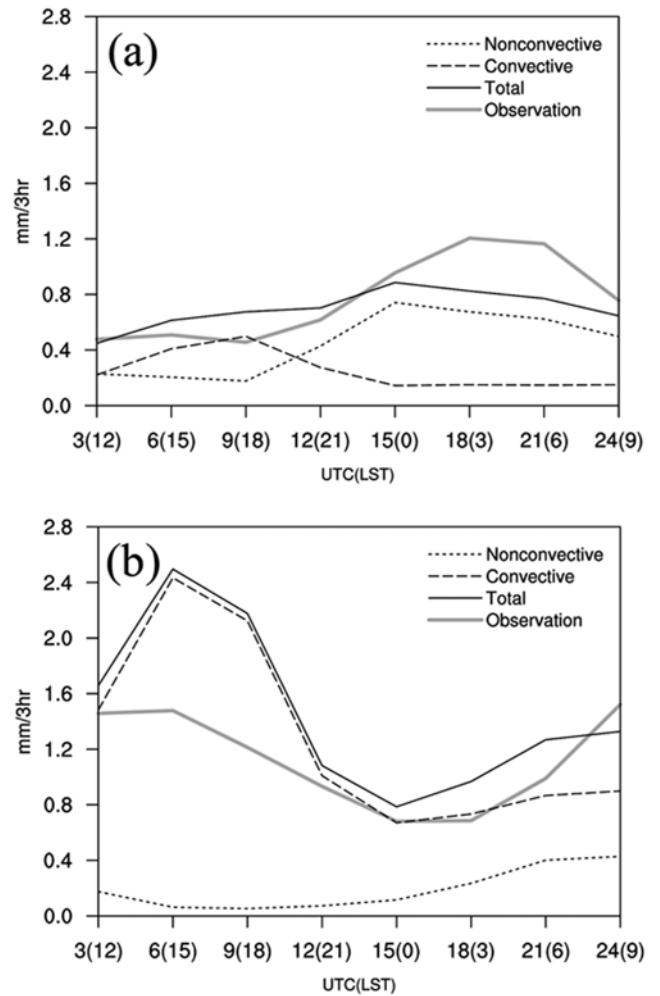 (a)
Nonconvective
Convective
Total
Observation
mm/3hr
2.8
2.4
2.0
1.6
1.2
0.8
0.4
0.0
3(12) 6(15) 9(18) 12(21) 15(0) 18(3) 21(6) 24(9)
UTC(LST)
(b)
Nonconvective
Convective
Total
Observation
mm/3hr
2.8
2.4
2.0
1.6
1.2
0.8
0.4
0.0
3(12) 6(15) 9(18) 12(21) 15(0) 18(3) 21(6) 24(9)
UTC(LST)